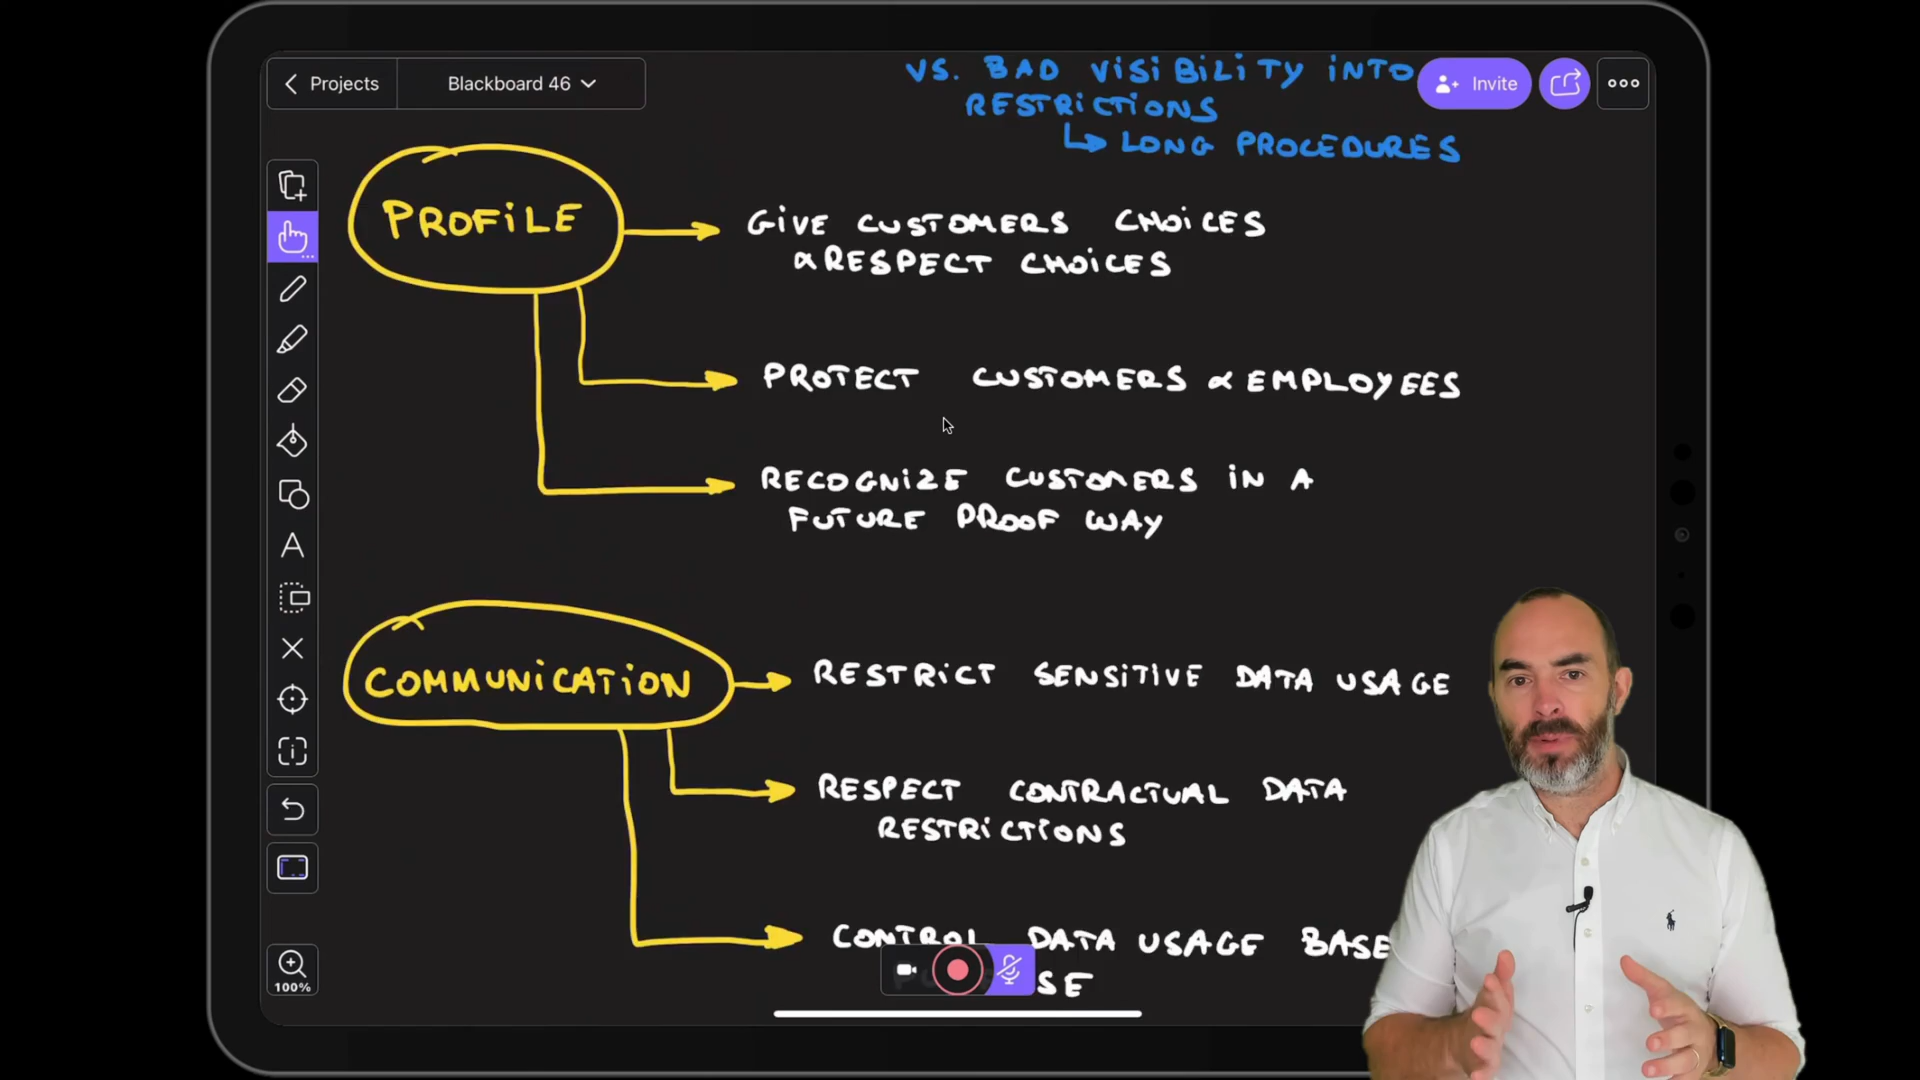 Projects
Blackboard 46
Invite
VS. BAD VISIBILITY INTO
RESTRICTIONS
LONG PROCEDURES
PROFILE
GIVE CUSTOMERS CHOICES
& RESPECT CHOICES
PROTECT CUSTOMERS & EMPLOYEES
RECOGNIZE CUSTOMERS IN A
FUTURE PROOF WAY
COMMUNICATION
RESTRICT SENSITIVE DATA USAGE
RESPECT CONTRACTUAL DATA
RESTRICTIONS
CONTROL DATA USAGE BASE
SE
A
100%